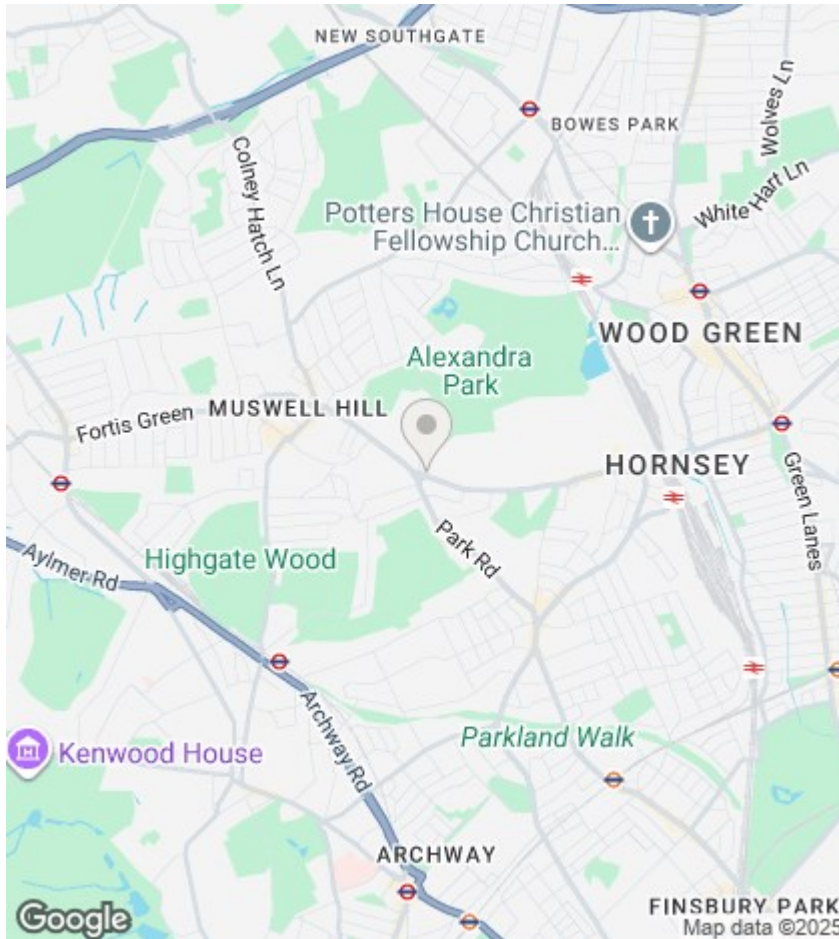 NEW SOUTHGATE
BOWES PARK
Wolves Ln
White Hart Ln
Colney Hatch Ln
Potters House Christian
Fellowship Church...
WOOD GREEN
Alexandra
Park
Fortis Green
MUSWELL HILL
HORNSEY
Green Lanes
Park Rd
Highgate Wood
Aylmer Rd
Archway Rd
Parkland Walk
Kenwood House
ARCHWAY
FINSBURY PARK
Google
Map data ©2025